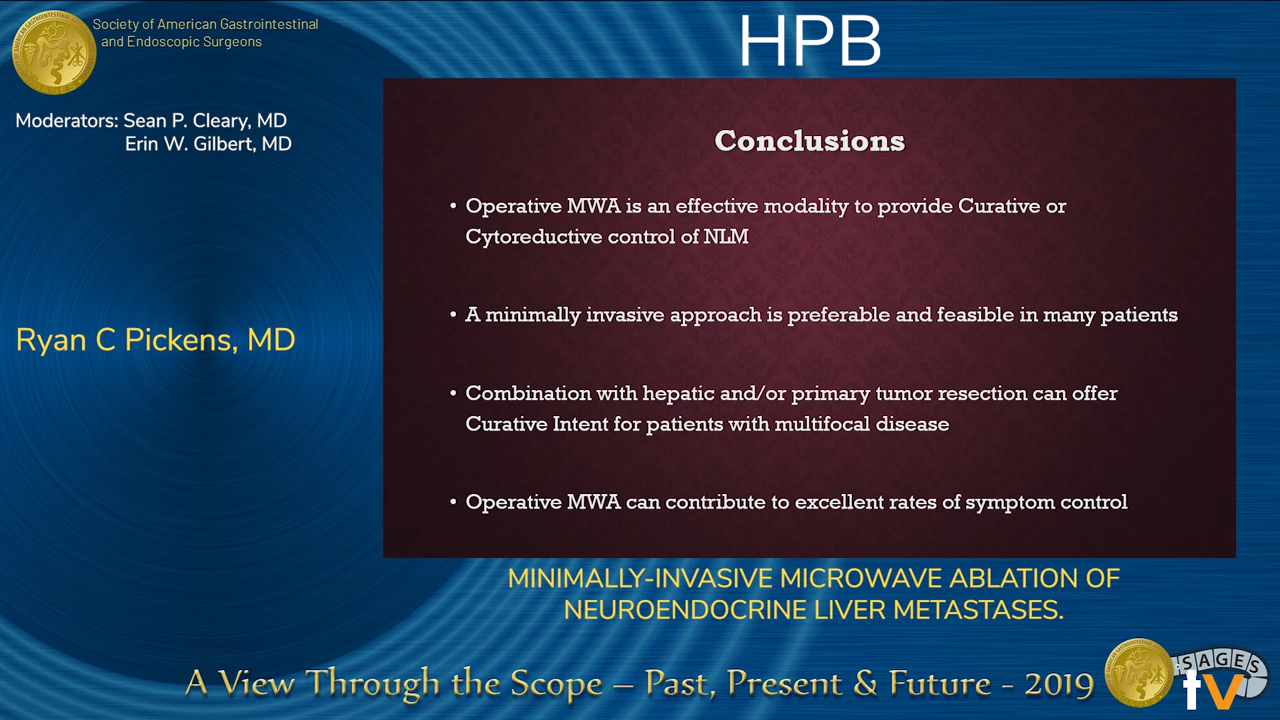 Society of American Gastrointestinal
and Endoscopic Surgeons
HPB
Moderators: Sean P. Cleary, MD
Erin W. Gilbert, MD
Ryan C Pickens, MD
Conclusions
• Operative MWA is an effective modality to provide Curative or
Cytoreductive control of NLM
• A minimally invasive approach is preferable and feasible in many patients
• Combination with hepatic and/or primary tumor resection can offer
Curative Intent for patients with multifocal disease
• Operative MWA can contribute to excellent rates of symptom control
MINIMALLY-INVASIVE MICROWAVE ABLATION OF
NEUROENDOCRINE LIVER METASTASES.
A View Through the Scope – Past, Present & Future - 2019
SAGES
tv